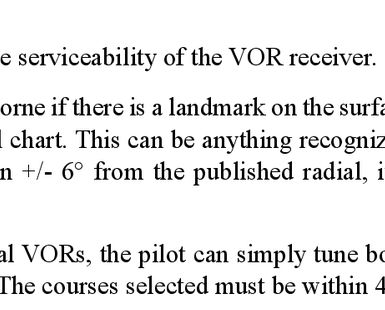 e serviceability of the VOR receiver.
orne if there is a landmark on the surfa
l chart. This can be anything recogniz
n +/- 6° from the published radial, i
al VORs, the pilot can simply tune bo
The courses selected must be within 4